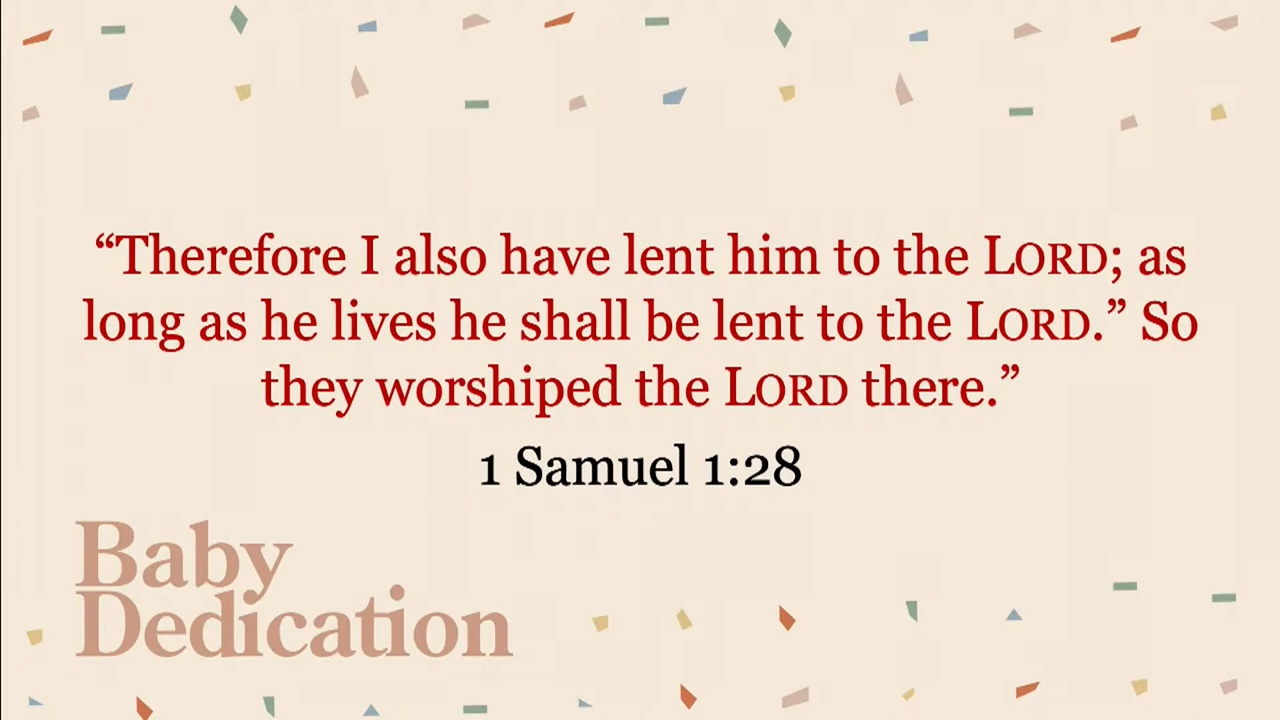 “Therefore I also have lent him to the LORD; as
long as he lives he shall be lent to the LORD.” So
they worshiped the LORD there.”
1 Samuel 1:28
Baby
Dedication